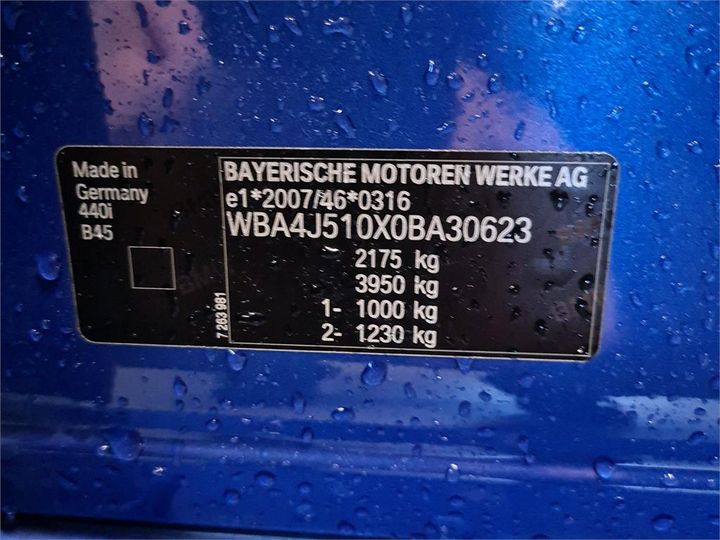 Made in
Germany
440i
B45
7 283 981
BAYERISCHE MOTOREN WERKE AG
e1*2007/46*0316
WBA4J510X0BA30623
2175 kg
3950 kg
1- 1000 kg
2- 1230 kg